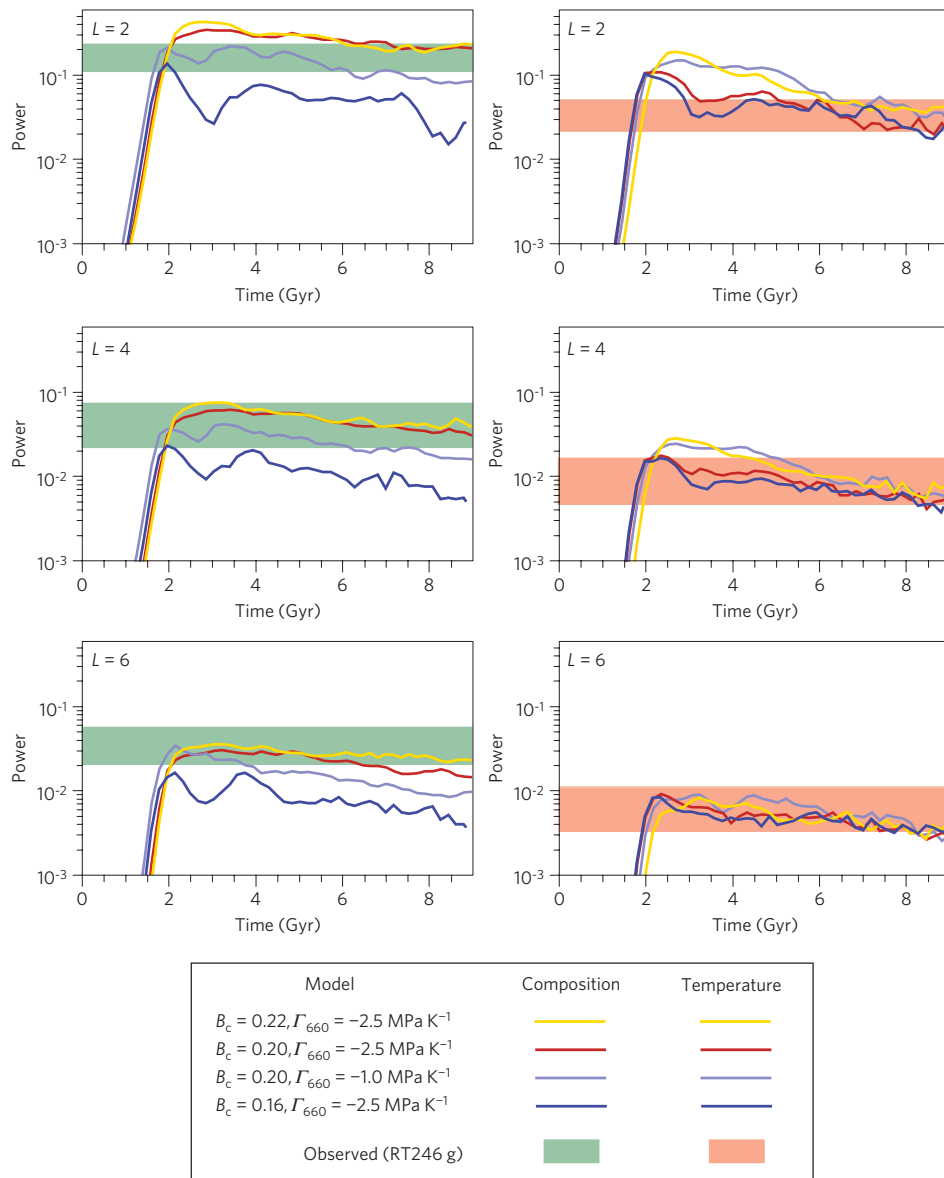 L = 2
10⁻¹
10⁻²
10⁻³
Power
0 2 4 6 8
Time (Gyr)
L = 2
10⁻¹
10⁻²
10⁻³
Power
0 2 4 6 8
Time (Gyr)
L = 4
10⁻¹
10⁻²
10⁻³
Power
0 2 4 6 8
Time (Gyr)
L = 4
10⁻¹
10⁻²
10⁻³
Power
0 2 4 6 8
Time (Gyr)
L = 6
10⁻¹
10⁻²
10⁻³
Power
0 2 4 6 8
Time (Gyr)
L = 6
10⁻¹
10⁻²
10⁻³
Power
0 2 4 6 8
Time (Gyr)
Model Composition Temperature
B_c = 0.22, Γ₆₆₀ = −2.5 MPa K⁻¹
B_c = 0.20, Γ₆₆₀ = −2.5 MPa K⁻¹
B_c = 0.20, Γ₆₆₀ = −1.0 MPa K⁻¹
B_c = 0.16, Γ₆₆₀ = −2.5 MPa K⁻¹
Observed (RT246 g)